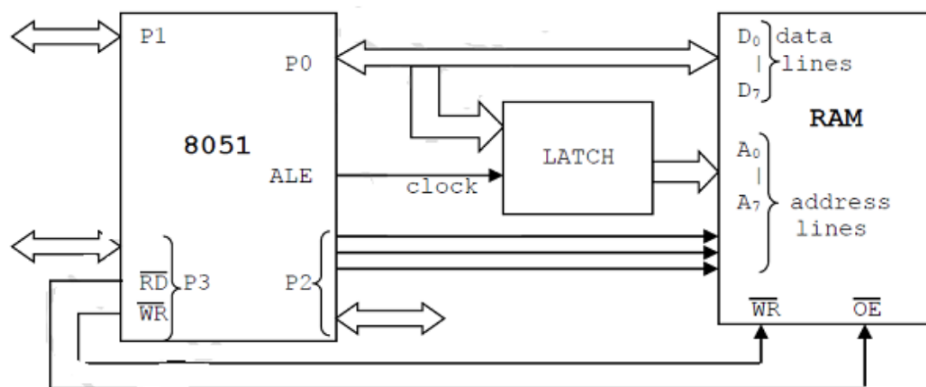 P1
P0
8051
ALE
clock
RD
WR
P3
P2
LATCH
D0
|
D7
data
lines
RAM
A0
|
A7
address
lines
WR
OE